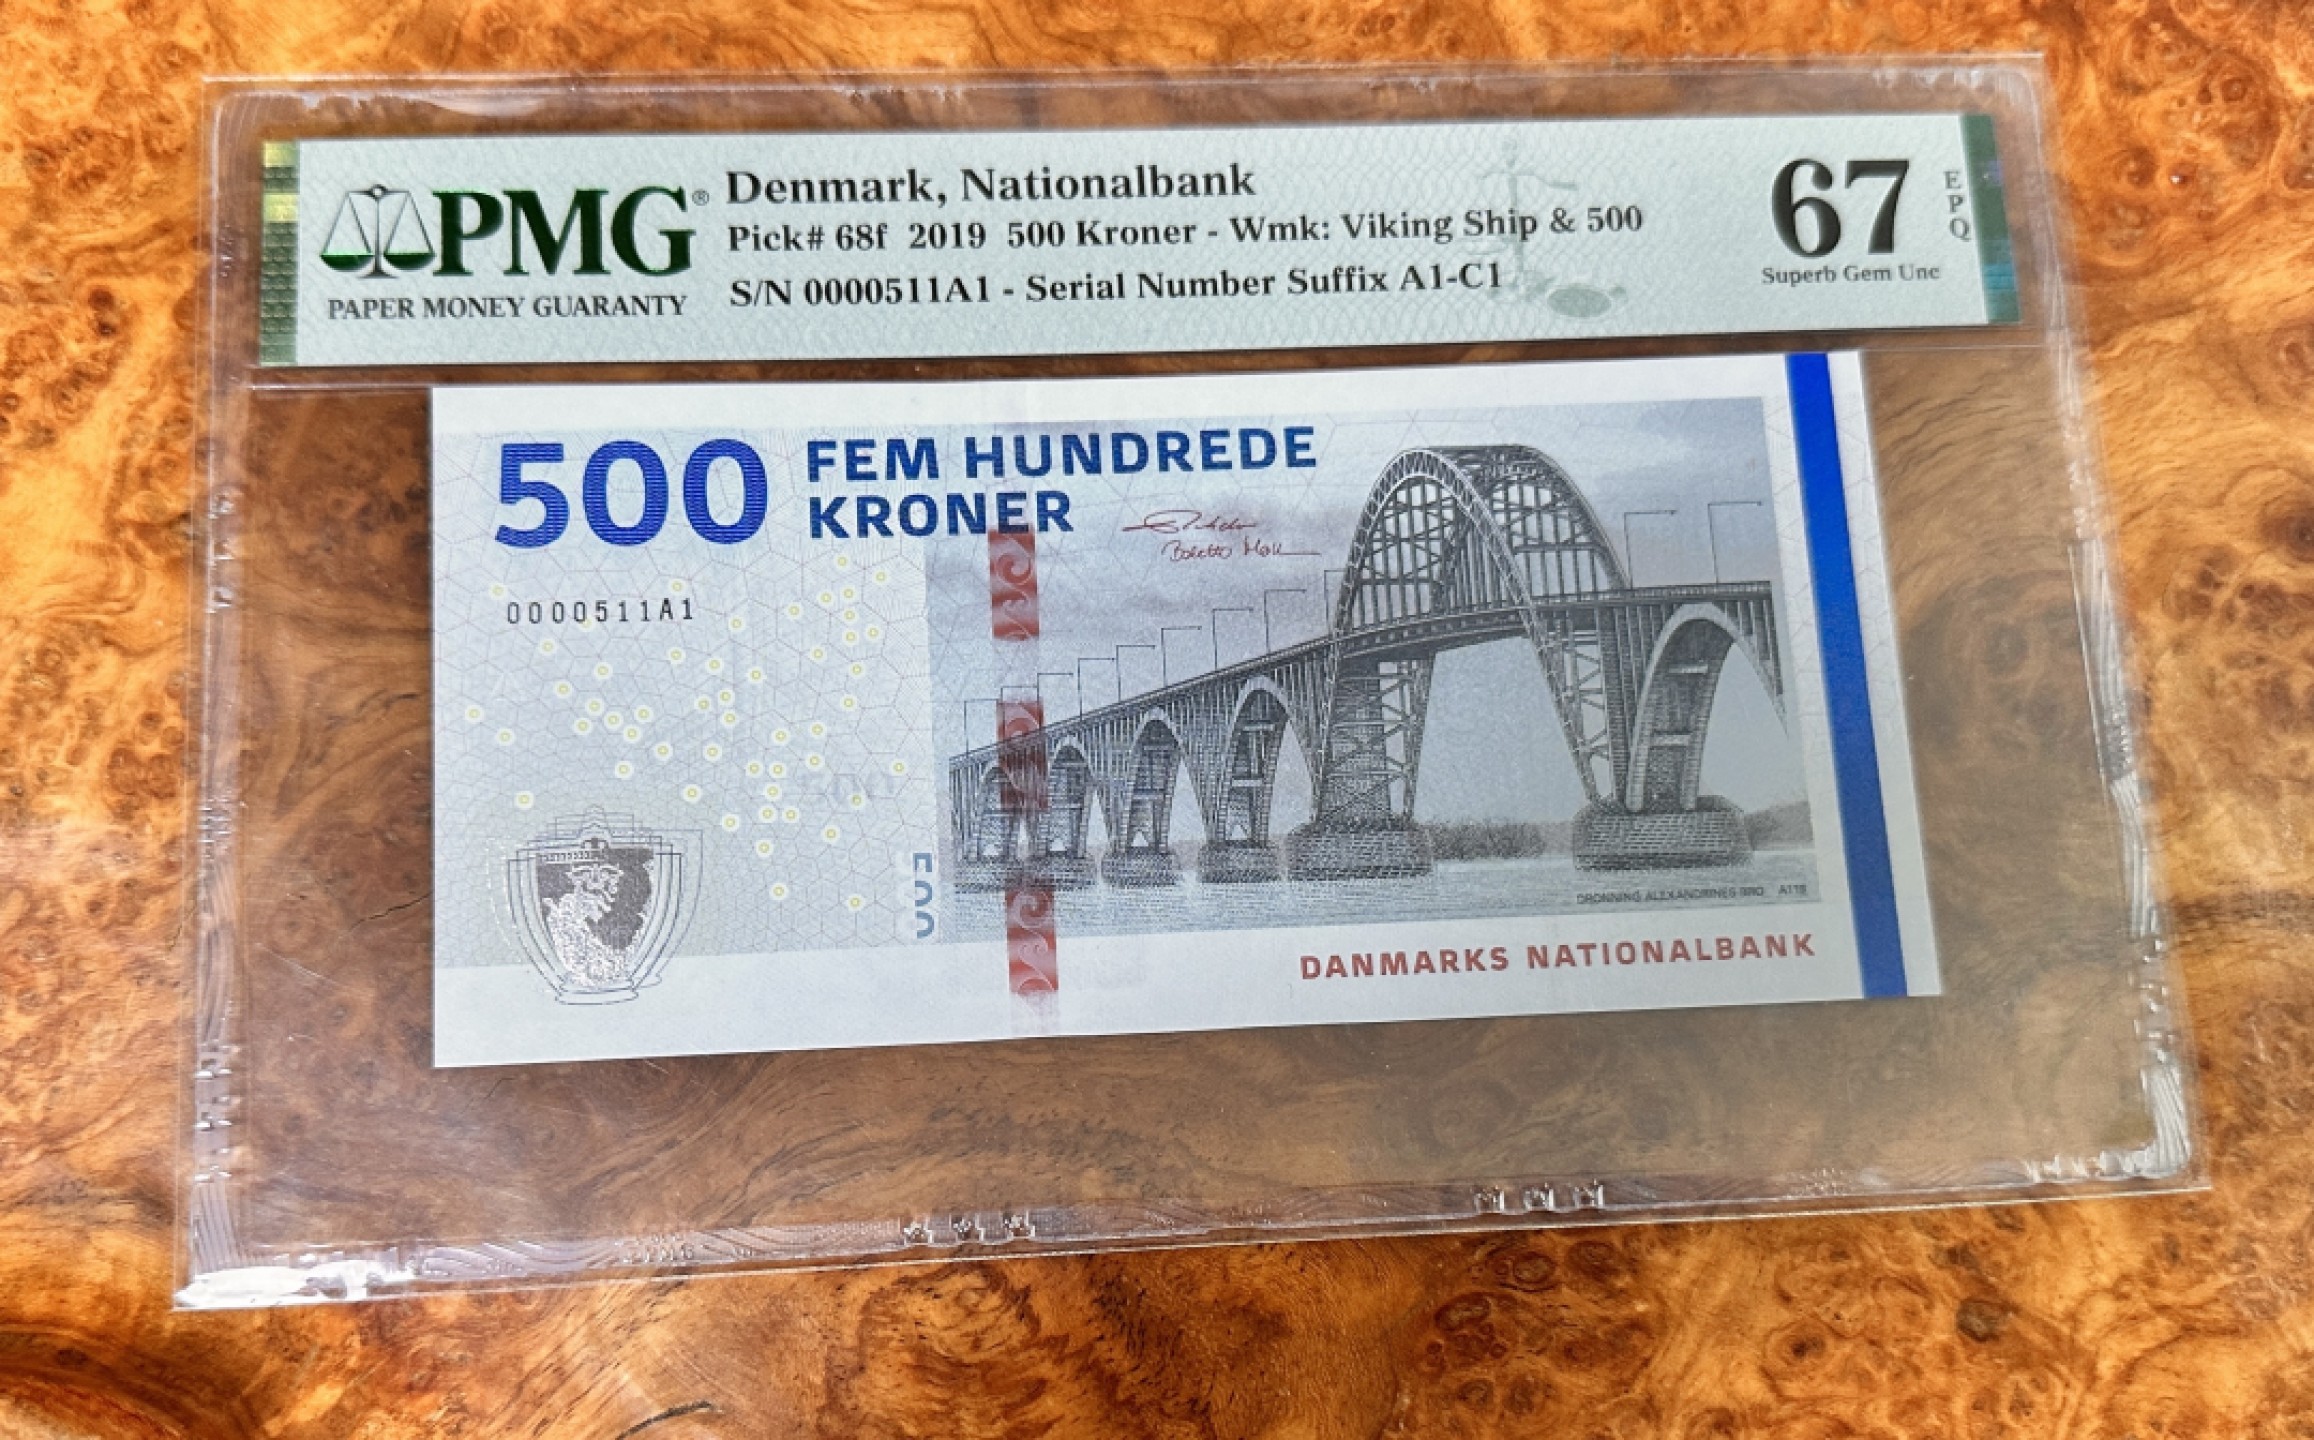 PMG®
PAPER MONEY GUARANTY
Denmark, Nationalbank
Pick# 68f 2019 500 Kroner - Wmk: Viking Ship & 500
S/N 0000511A1 - Serial Number Suffix A1-C1
67
EPQ
Superb Gem Unc
500 FEM HUNDREDE
KRONER
0000511A1
500
DRONNING ALEXANDRINES BRO
DANMARKS NATIONALBANK